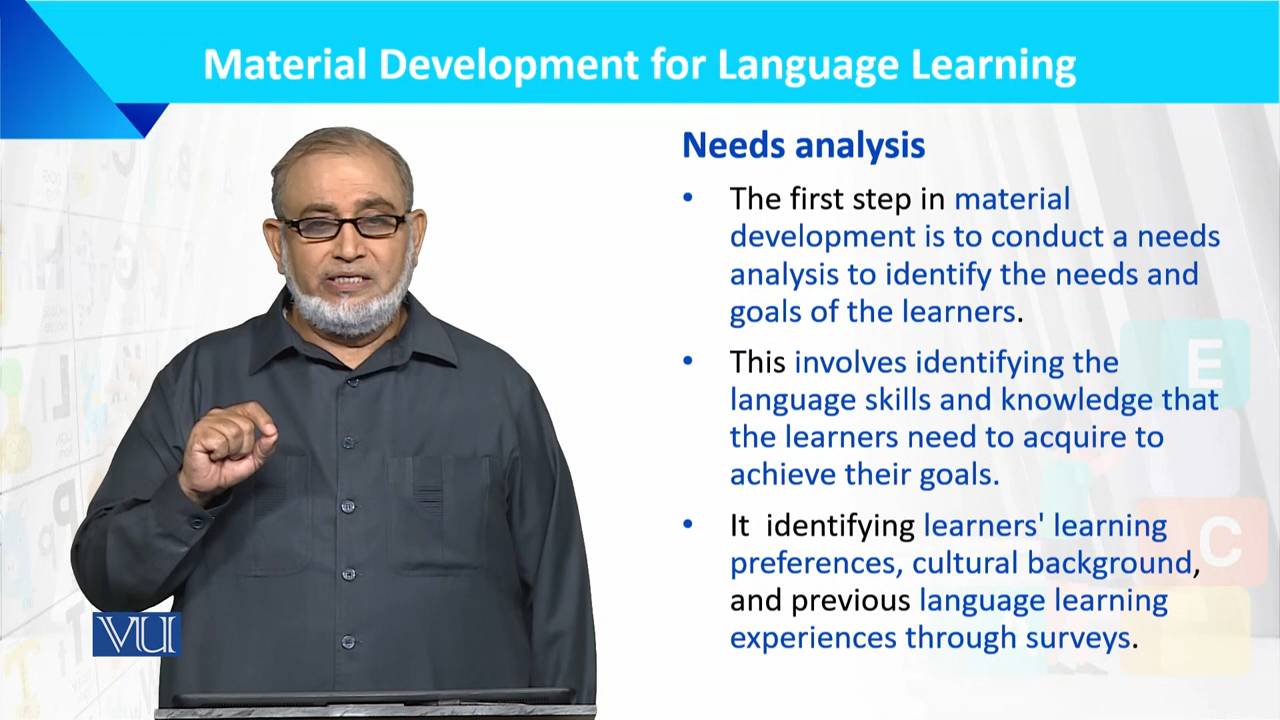 Material Development for Language Learning
Needs analysis
• The first step in material
development is to conduct a needs
analysis to identify the needs and
goals of the learners.
• This involves identifying the
language skills and knowledge that
the learners need to acquire to
achieve their goals.
• It  identifying learners' learning
preferences, cultural background,
and previous language learning
experiences through surveys.
VU
E
C